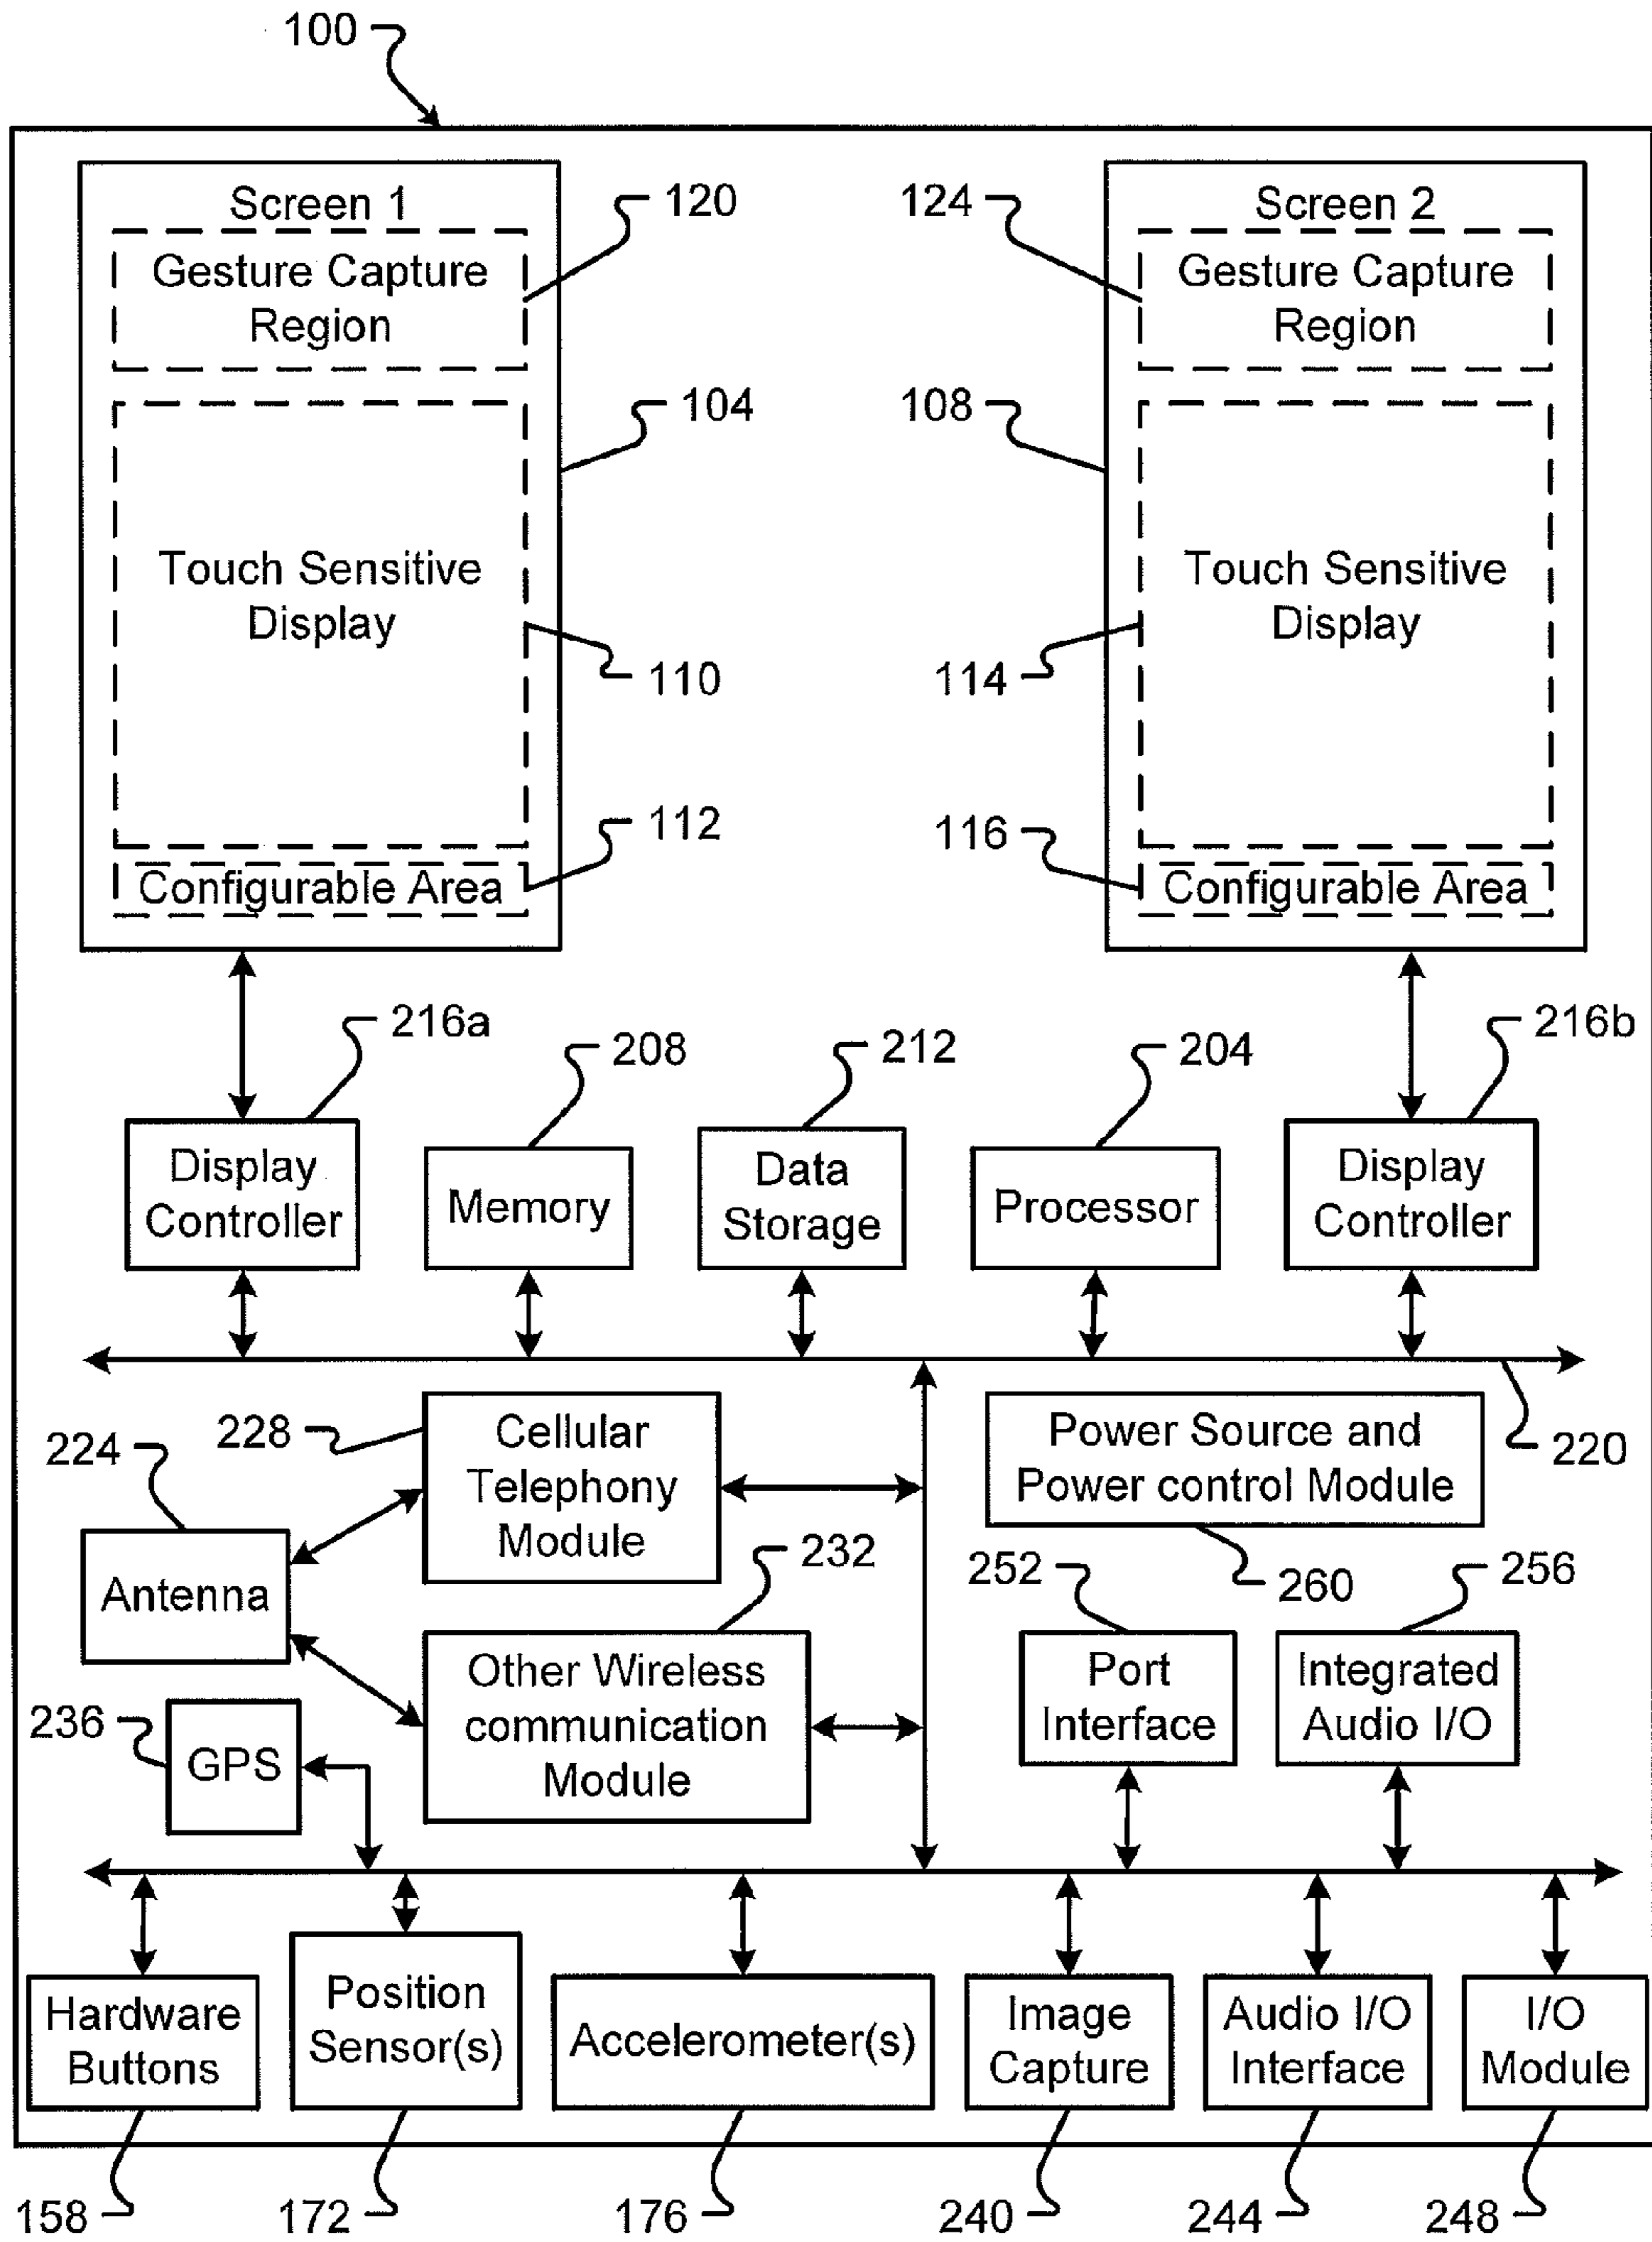 100
Screen 1
Gesture Capture
Region
120
124
Screen 2
Gesture Capture
Region
104
108
Touch Sensitive
Display
110
114
Touch Sensitive
Display
112
116
Configurable Area
Configurable Area
216a
208
212
204
216b
Display
Controller
Memory
Data
Storage
Processor
Display
Controller
228
Cellular
Telephony
Module
Power Source and
Power control Module
220
224
Antenna
232
252
260
256
Other Wireless
communication
Module
Port
Interface
Integrated
Audio I/O
236
GPS
Hardware
Buttons
Position
Sensor(s)
Accelerometer(s)
Image
Capture
Audio I/O
Interface
I/O
Module
158
172
176
240
244
248